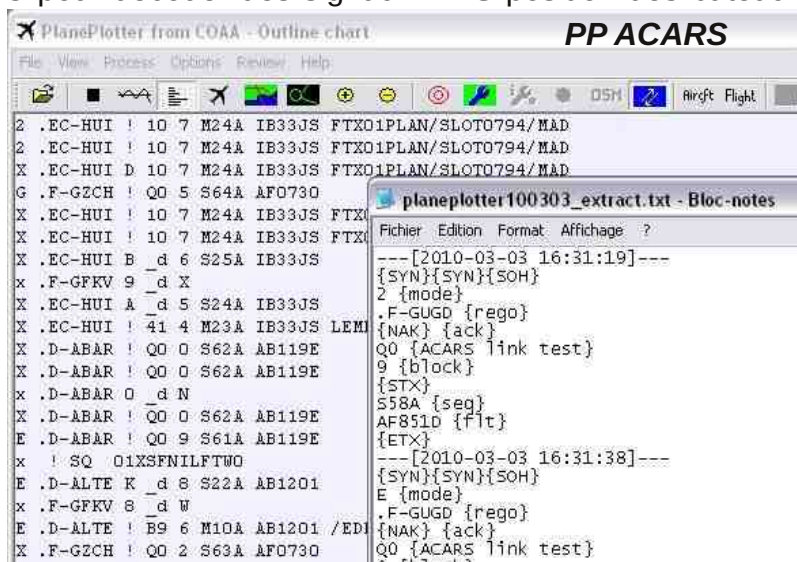 PlanePlotter from COAA - Outline chart
PP ACARS
File View Process Options Review Help
OSM Aircft Flight
2 .EC-HUI ! 10 7 M24A IB33JS FTX01PLAN/SLOT0794/MAD
2 .EC-HUI ! 10 7 M24A IB33JS FTX01PLAN/SLOT0794/MAD
X .EC-HUI D 10 7 M24A IB33JS FTX01PLAN/SLOT0794/MAD
G .F-GZCH ! Q0 5 S64A AF0730
X .EC-HUI ! 10 7 M24A IB33JS
X .EC-HUI ! 10 7 M24A IB33JS
X .EC-HUI B _d 6 S25A IB33JS
x .F-GFKV 9 _d X
X .EC-HUI A _d 5 S24A IB33JS
X .EC-HUI ! 41 4 M23A IB33JS
X .D-ABAR ! Q0 0 S62A AB119E
X .D-ABAR ! Q0 0 S62A AB119E
x .D-ABAR O _d N
X .D-ABAR ! Q0 0 S62A AB119E
E .D-ABAR ! Q0 9 S61A AB119E
x ! SQ 01XSFNILFTWO
E .D-ALTE K _d 8 S22A AB1201
x .F-GFKV 8 _d W
E .D-ALTE ! B9 6 M10A AB1201
X .F-GZCH ! Q0 2 S63A AF0730
planeplotter100303_extract.txt - Bloc-notes
Fichier Edition Format Affichage ?
---[2010-03-03 16:31:19]---
{SYN}{SYN}{SOH}
2 {mode}
.F-GUGD {rego}
{NAK} {ack}
Q0 {ACARS link test}
9 {block}
{STX}
S58A {seq}
AF851D {flt}
{ETX}
---[2010-03-03 16:31:38]---
{SYN}{SYN}{SOH}
E {mode}
.F-GUGD {rego}
{NAK} {ack}
Q0 {ACARS link test}